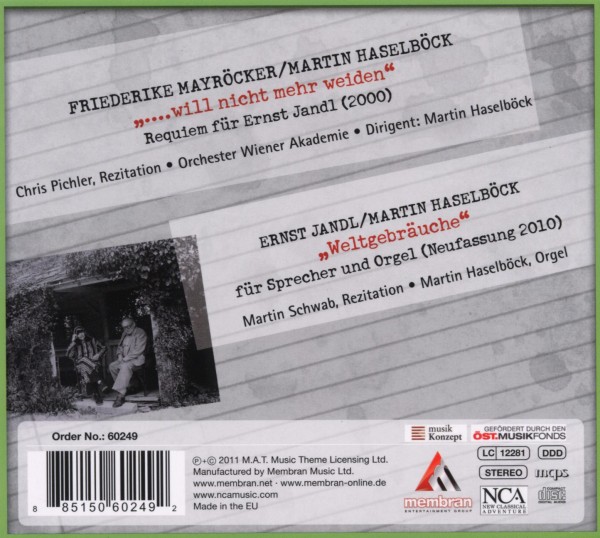 FRIEDERIKE MAYRÖCKER/MARTIN HASELBÖCK
„....will nicht mehr weiden“
Requiem für Ernst Jandl (2000)
Chris Pichler, Rezitation • Orchester Wiener Akademie • Dirigent: Martin Haselböck
ERNST JANDL/MARTIN HASELBÖCK
„Weltgebräuche“
für Sprecher und Orgel (Neufassung 2010)
Martin Schwab, Rezitation • Martin Haselböck, Orgel
Order No.: 60249
8 85150 60249 2
℗+© 2011 M.A.T. Music Theme Licensing Ltd.
Manufactured by Membran Music Ltd.
www.membran.net - www.membran-online.de
www.ncamusic.com
Made in the EU
musik
Konzept
GEFÖRDERT DURCH DEN
ÖST.MUSIKFONDS
membran
ENTERTAINMENT GROUP
LC 12281
DDD
STEREO
mcps
NCA
NEW CLASSICAL
ADVENTURE
COMPACT
disc
DIGITAL AUDIO